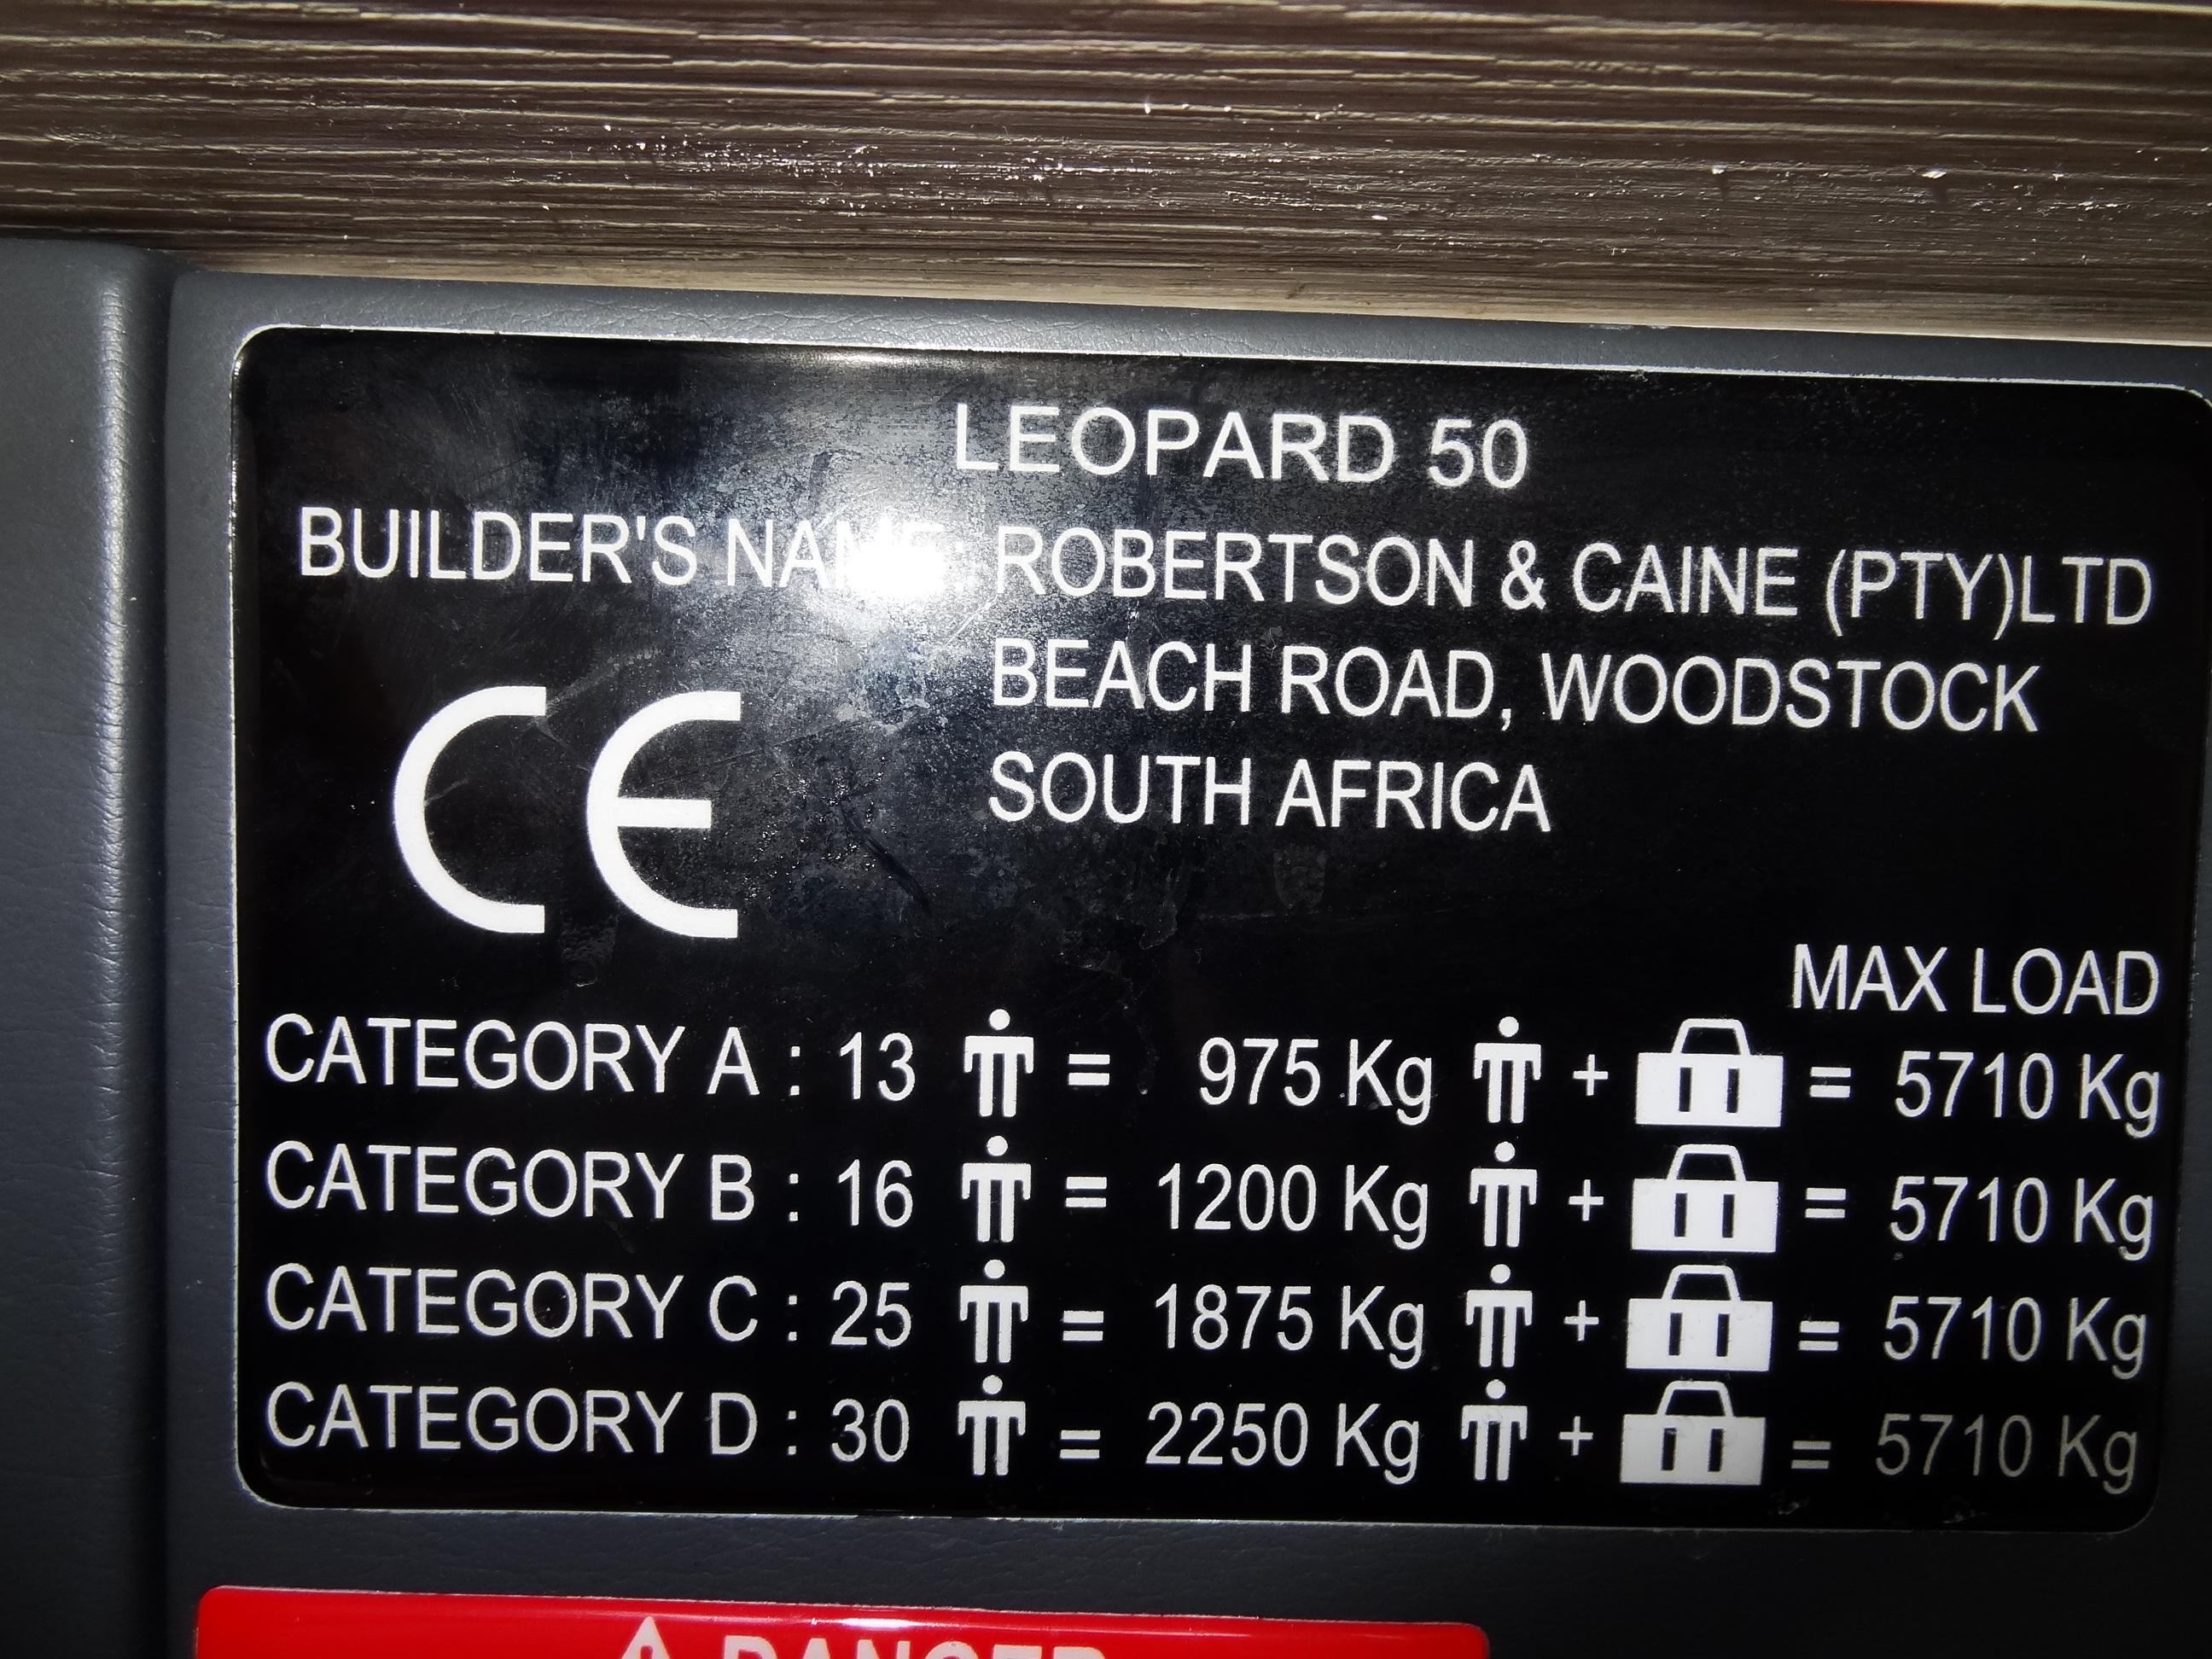 LEOPARD 50
BUILDER'S NAME: ROBERTSON & CAINE (PTY)LTD
BEACH ROAD, WOODSTOCK
SOUTH AFRICA
CE
MAX LOAD
CATEGORY A : 13 = 975 Kg + = 5710 Kg
CATEGORY B : 16 = 1200 Kg + = 5710 Kg
CATEGORY C : 25 = 1875 Kg + = 5710 Kg
CATEGORY D : 30 = 2250 Kg + = 5710 Kg
DANGER